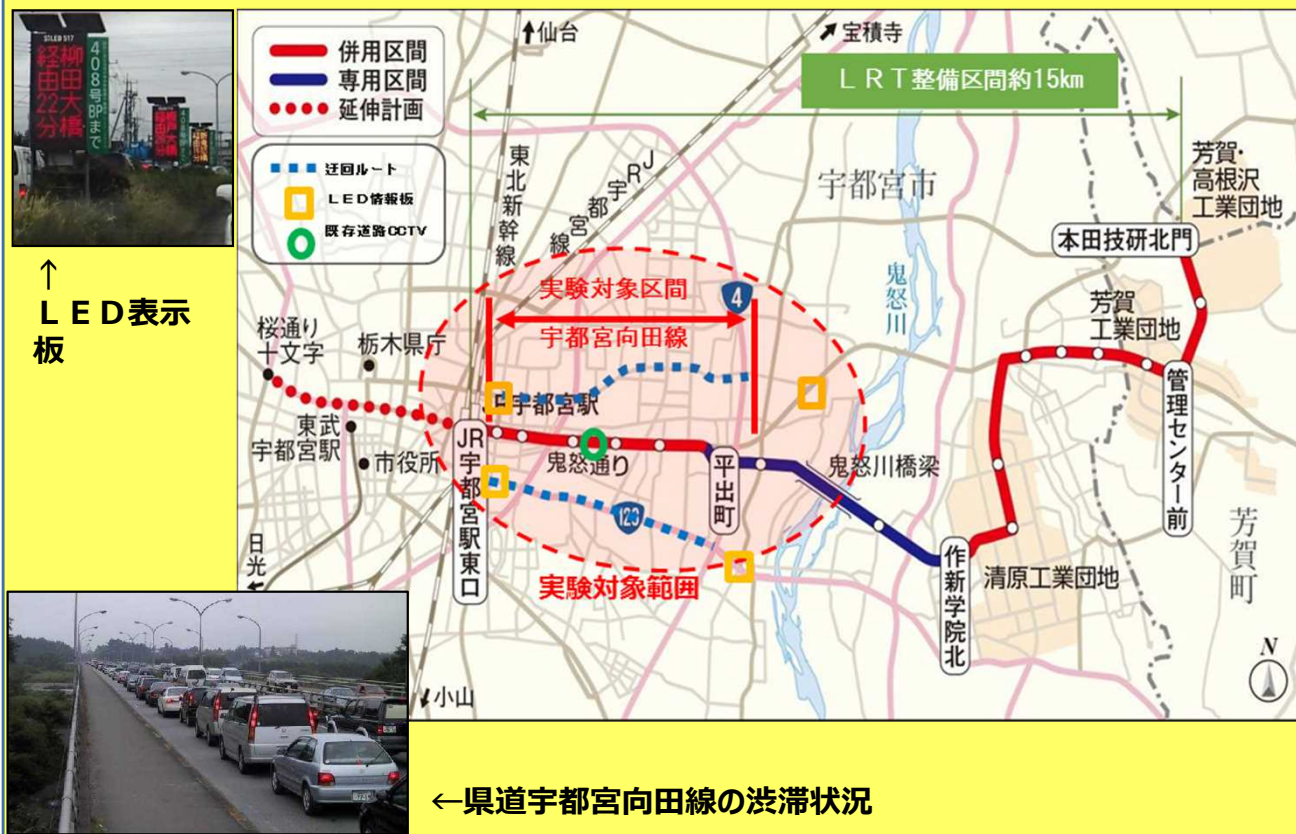 STLED 517
柳田大橋
経由22分
408号BPまで
↑
ＬＥＤ表示
板
併用区間
専用区間
延伸計画
迂回ルート
ＬＥＤ情報板
既存道路CCTV
↑仙台
↗宝積寺
ＬＲＴ整備区間約15km
東北新幹線
JR宇都宮線
宇都宮市
鬼怒川
芳賀・
高根沢
工業団地
本田技研北門
芳賀
工業団地
管理センター前
芳賀町
実験対象区間
4
宇都宮向田線
桜通り
十文字
栃木県庁
東武
宇都宮駅
市役所
JR宇都宮駅
JR宇都宮駅東口
鬼怒通り
平出町
鬼怒川橋梁
123
作新学院北
清原工業団地
実験対象範囲
日光
小山
N
←県道宇都宮向田線の渋滞状況